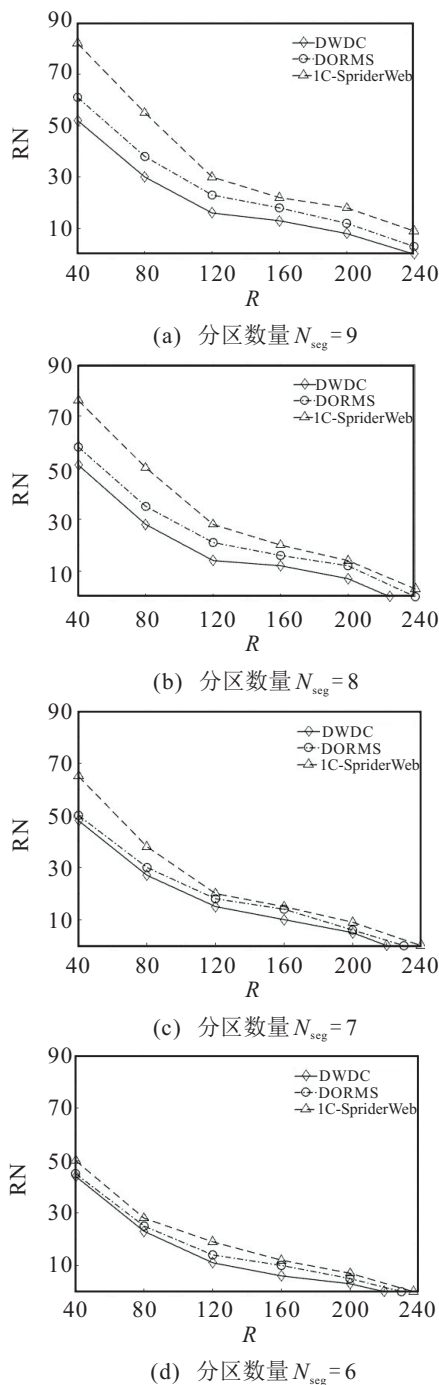 90
70
50
30
10
RN
DWDC
DORMS
1C-SpriderWeb
40 80 120 160 200 240
R
(a) 分区数量 Nseg = 9
90
70
50
30
10
RN
DWDC
DORMS
1C-SpriderWeb
40 80 120 160 200 240
R
(b) 分区数量 Nseg = 8
90
70
50
30
10
RN
DWDC
DORMS
1C-SpriderWeb
40 80 120 160 200 240
R
(c) 分区数量 Nseg = 7
90
70
50
30
10
RN
DWDC
DORMS
1C-SpriderWeb
40 80 120 160 200 240
R
(d) 分区数量 Nseg = 6